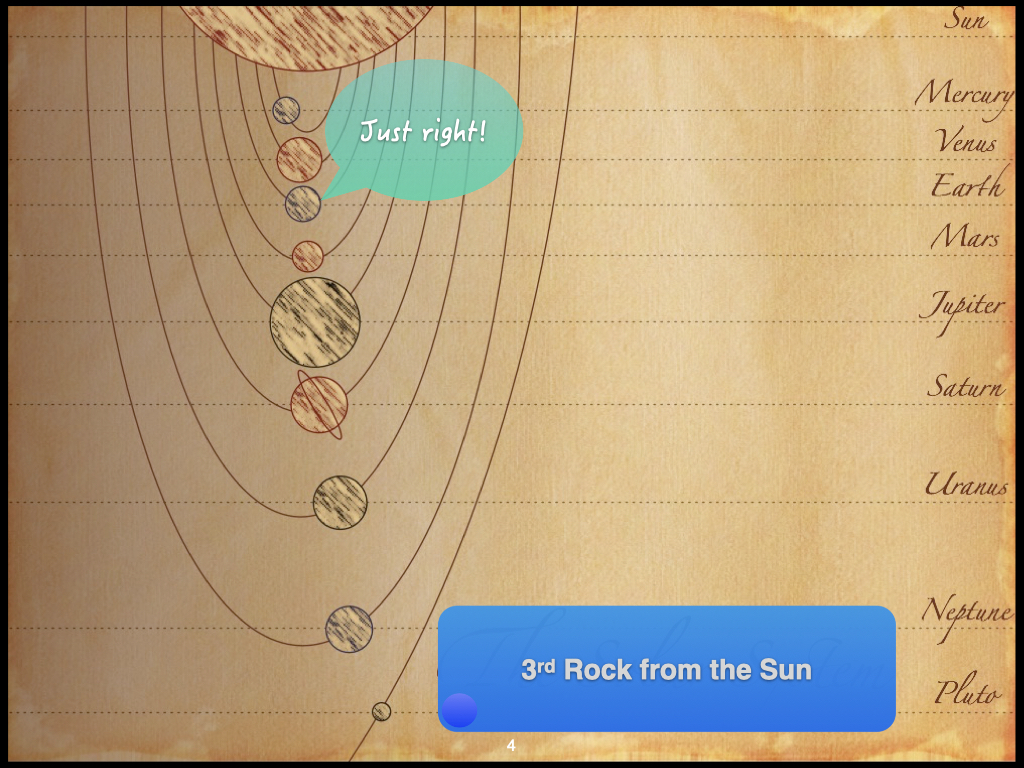 Sun
Mercury
Just right!
Venus
Earth
Mars
Jupiter
Saturn
Uranus
Neptune
3rd Rock from the Sun
Pluto
4